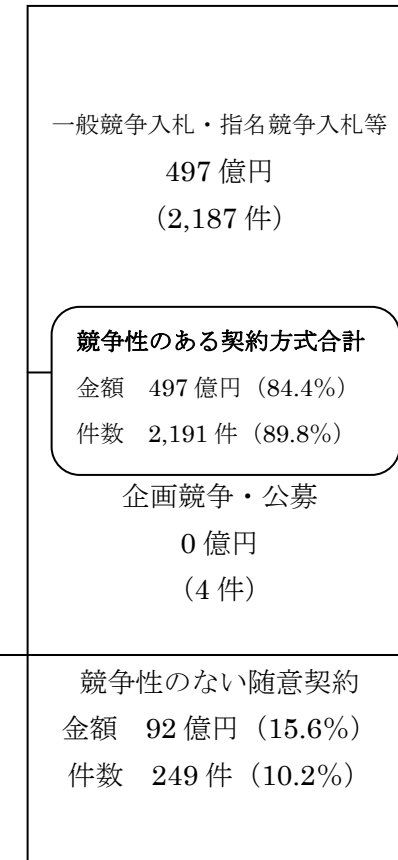 一般競争入札・指名競争入札等
497 億円
（2,187 件）
競争性のある契約方式合計
金額　497 億円（84.4%）
件数　2,191 件（89.8%）
企画競争・公募
0 億円
（4 件）
競争性のない随意契約
金額　92 億円（15.6%）
件数　249 件（10.2%）